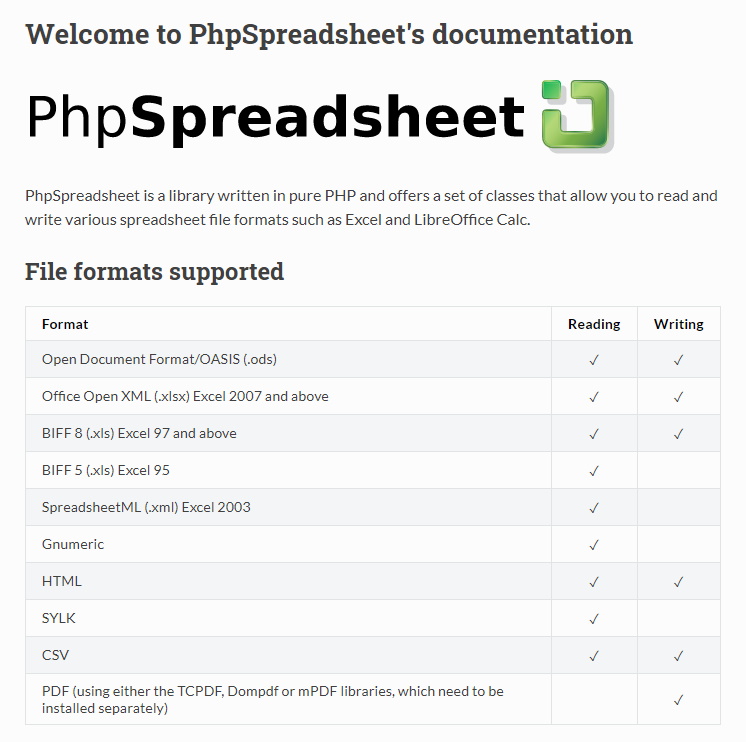 Welcome to PhpSpreadsheet's documentation
PhpSpreadsheet
PhpSpreadsheet is a library written in pure PHP and offers a set of classes that allow you to read and
write various spreadsheet file formats such as Excel and LibreOffice Calc.
File formats supported
Format Reading Writing
Open Document Format/OASIS (.ods) ✓ ✓
Office Open XML (.xlsx) Excel 2007 and above ✓ ✓
BIFF 8 (.xls) Excel 97 and above ✓ ✓
BIFF 5 (.xls) Excel 95 ✓
SpreadsheetML (.xml) Excel 2003 ✓
Gnumeric ✓
HTML ✓ ✓
SYLK ✓
CSV ✓ ✓
PDF (using either the TCPDF, Dompdf or mPDF libraries, which need to be
installed separately) ✓